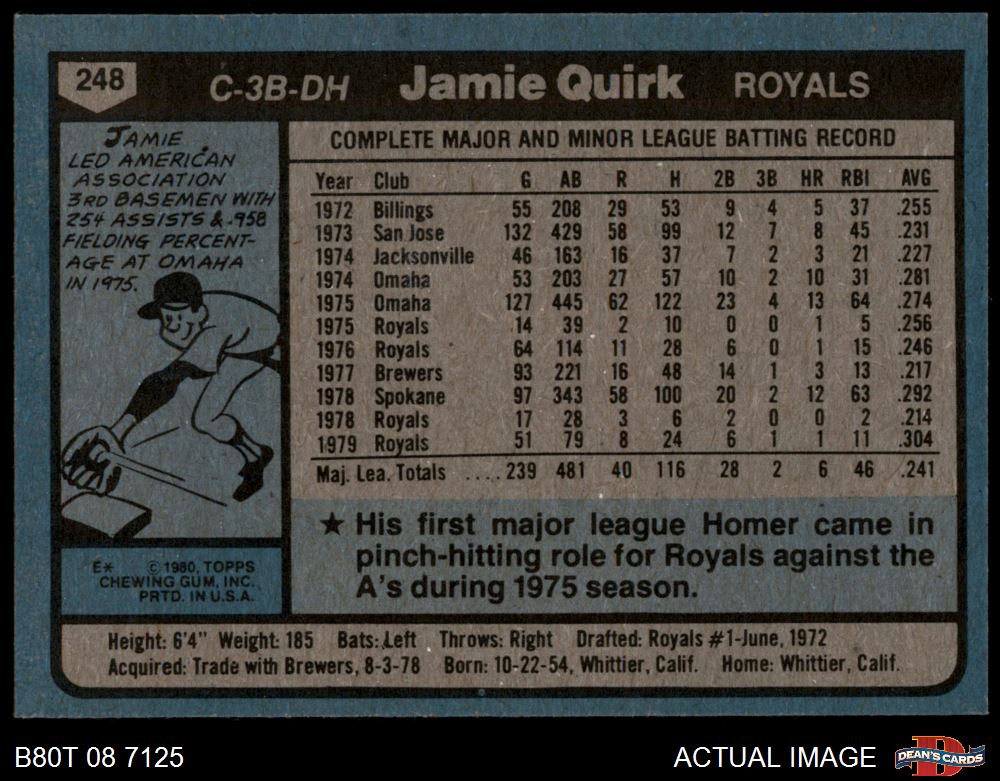 248 C-3B-DH Jamie Quirk ROYALS
JAMIE
LED AMERICAN
ASSOCIATION
3RD BASEMEN WITH
254 ASSISTS & .958
FIELDING PERCENT-
AGE AT OMAHA
IN 1975.
E* © 1980, TOPPS
CHEWING GUM, INC.
PRTD. IN U.S.A.
COMPLETE MAJOR AND MINOR LEAGUE BATTING RECORD
Year Club G AB R H 2B 3B HR RBI AVG
1972 Billings 55 208 29 53 9 4 5 37 .255
1973 San Jose 132 429 58 99 12 7 8 45 .231
1974 Jacksonville 46 163 16 37 7 2 3 21 .227
1974 Omaha 53 203 27 57 10 2 10 31 .281
1975 Omaha 127 445 62 122 23 4 13 64 .274
1975 Royals 14 39 2 10 0 0 1 5 .256
1976 Royals 64 114 11 28 6 0 1 15 .246
1977 Brewers 93 221 16 48 14 1 3 13 .217
1978 Spokane 97 343 58 100 20 2 12 63 .292
1978 Royals 17 28 3 6 2 0 0 2 .214
1979 Royals 51 79 8 24 6 1 1 11 .304
Maj. Lea. Totals ....239 481 40 116 28 2 6 46 .241
★ His first major league Homer came in
pinch-hitting role for Royals against the
A's during 1975 season.
Height: 6'4" Weight: 185 Bats: Left Throws: Right Drafted: Royals #1-June, 1972
Acquired: Trade with Brewers, 8-3-78 Born: 10-22-54, Whittier, Calif. Home: Whittier, Calif.
B80T 08 7125 ACTUAL IMAGE D DEAN'S CARDS